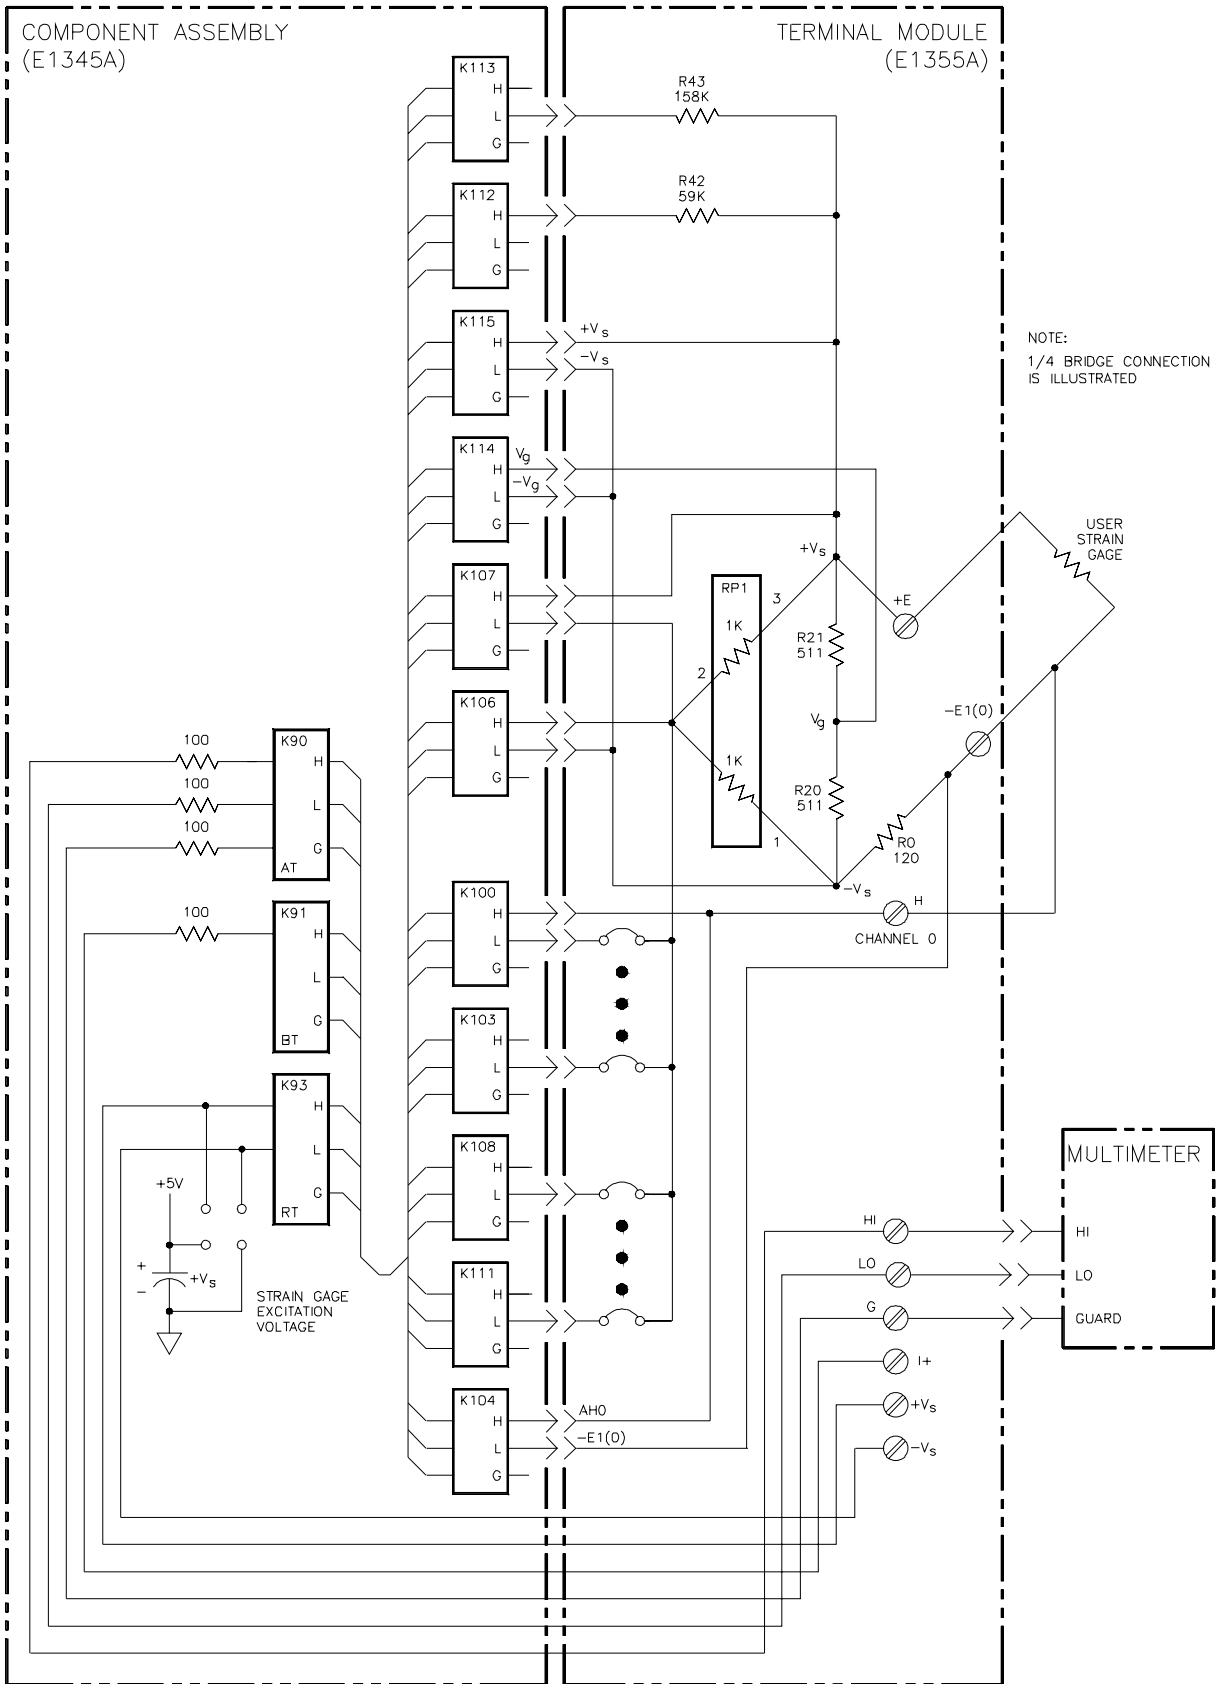 COMPONENT ASSEMBLY
(E1345A)
TERMINAL MODULE
(E1355A)
K113
H
L
G
R43
158K
K112
H
L
G
R42
59K
K115
H
L
G
+Vs
-Vs
NOTE:
1/4 BRIDGE CONNECTION
IS ILLUSTRATED
K114
H
L
G
Vg
-Vg
USER
STRAIN
GAGE
K107
H
L
G
+Vs
RP1
3
1K
2
1K
1
R21
511
+E
Vg
R20
511
-E1(0)
R0
120
-Vs
K106
H
L
G
100
100
100
K90
H
L
G
AT
K100
H
L
G
H
CHANNEL 0
100
K91
H
L
G
BT
K103
H
L
G
K93
H
L
G
RT
K108
H
L
G
MULTIMETER
HI
LO
GUARD
+5V
+
-
+Vs
STRAIN GAGE
EXCITATION
VOLTAGE
HI
LO
G
I+
+Vs
-Vs
K111
H
L
G
K104
H
L
G
AH0
-E1(0)